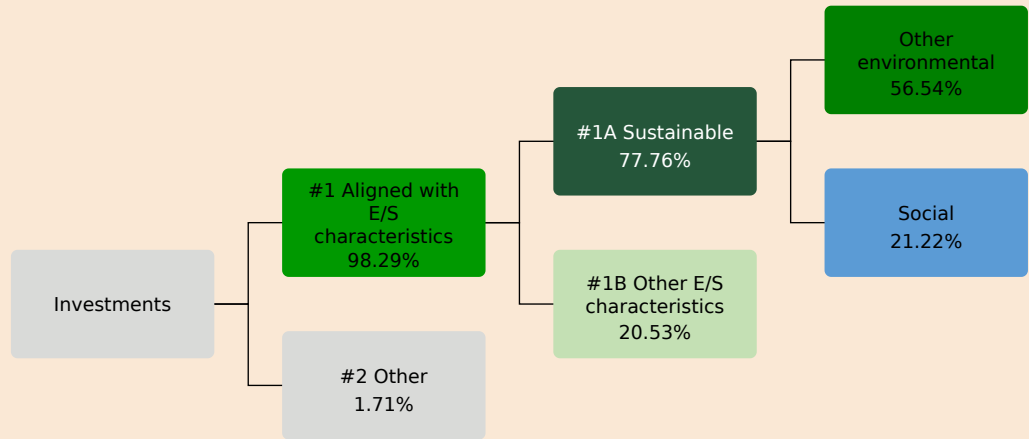 Investments
#1 Aligned with
E/S
characteristics
98.29%
#2 Other
1.71%
#1A Sustainable
77.76%
#1B Other E/S
characteristics
20.53%
Other
environmental
56.54%
Social
21.22%